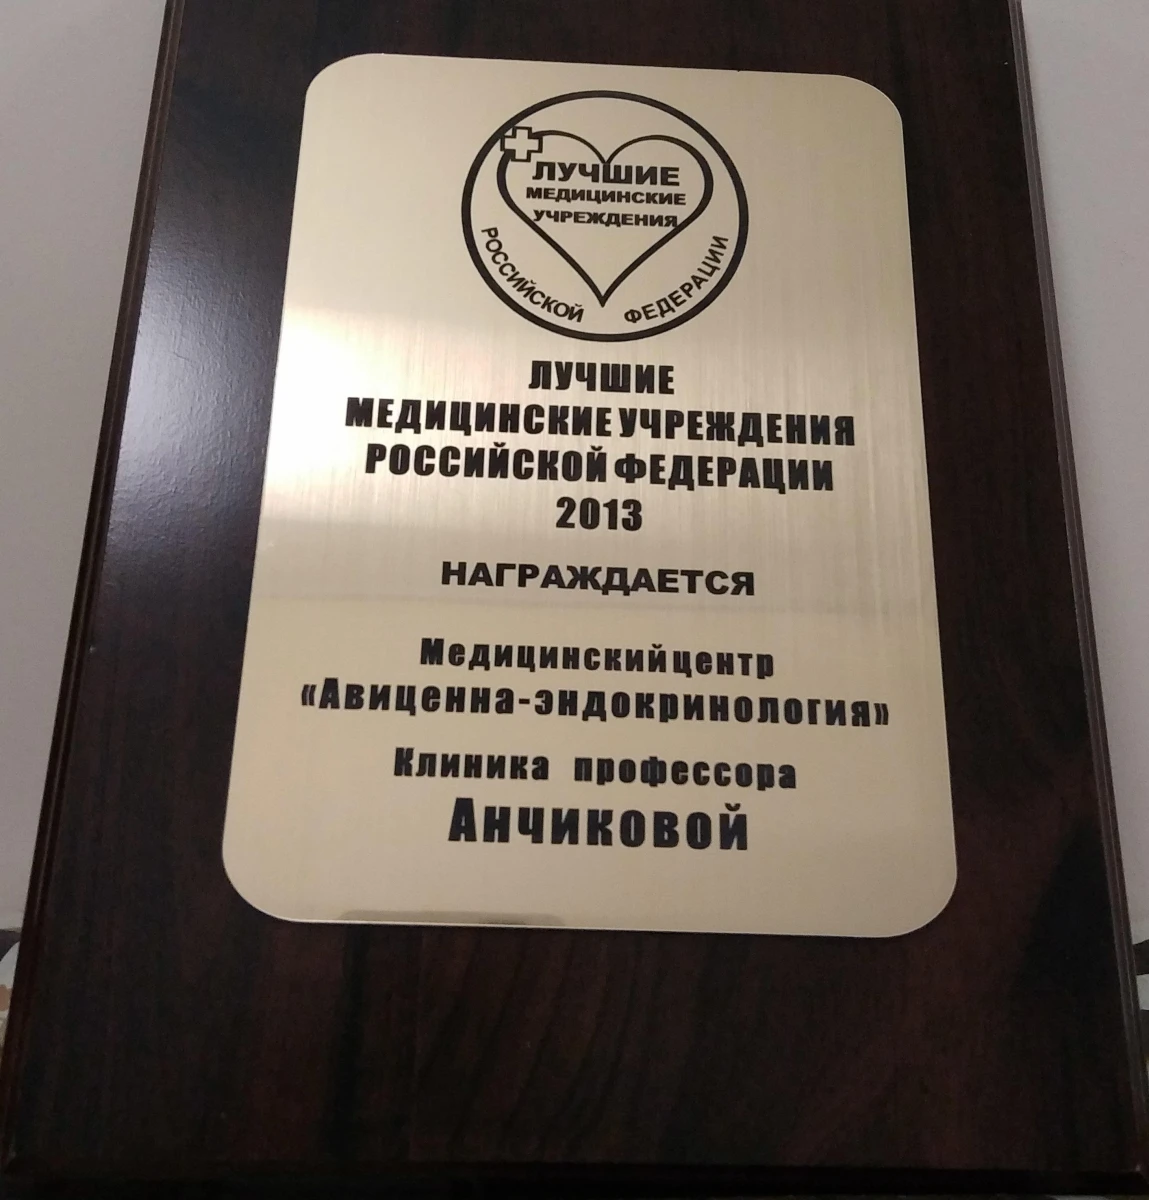 ЛУЧШИЕ
МЕДИЦИНСКИЕ
УЧРЕЖДЕНИЯ
РОССИЙСКОЙ ФЕДЕРАЦИИ
ЛУЧШИЕ
МЕДИЦИНСКИЕ УЧРЕЖДЕНИЯ
РОССИЙСКОЙ ФЕДЕРАЦИИ
2013
НАГРАЖДАЕТСЯ
Медицинский центр
«Авиценна-эндокринология»
Клиника профессора
АНЧИКОВОЙ